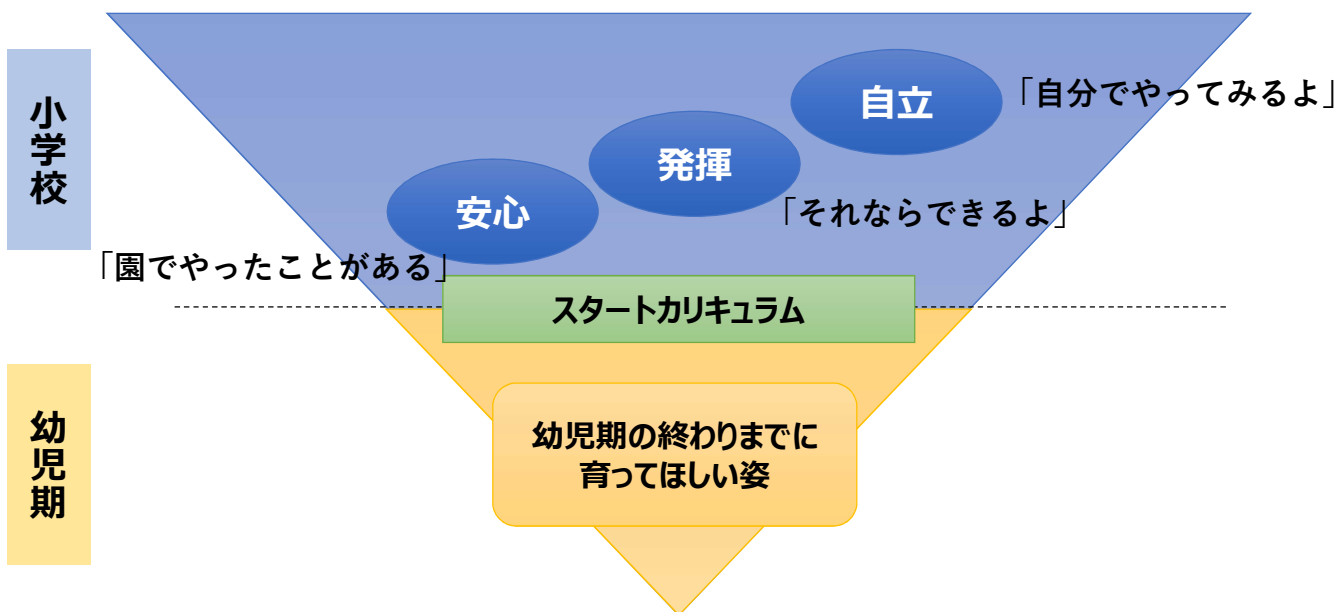 小学校
自立
「自分でやってみるよ」
発揮
「それならできるよ」
安心
「園でやったことがある」
スタートカリキュラム
幼児期
幼児期の終わりまでに
育ってほしい姿